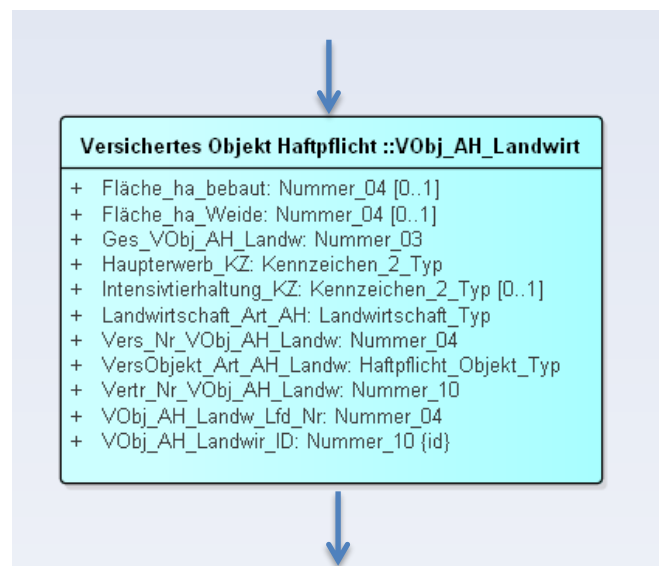 Versichertes Objekt Haftpflicht ::VObj_AH_Landwirt
+ Fläche_ha_bebaut: Nummer_04 [0..1]
+ Fläche_ha_Weide: Nummer_04 [0..1]
+ Ges_VObj_AH_Landw: Nummer_03
+ Haupterwerb_KZ: Kennzeichen_2_Typ
+ Intensivtierhaltung_KZ: Kennzeichen_2_Typ [0..1]
+ Landwirtschaft_Art_AH: Landwirtschaft_Typ
+ Vers_Nr_VObj_AH_Landw: Nummer_04
+ VersObjekt_Art_AH_Landw: Haftpflicht_Objekt_Typ
+ Vertr_Nr_VObj_AH_Landw: Nummer_10
+ VObj_AH_Landw_Lfd_Nr: Nummer_04
+ VObj_AH_Landwir_ID: Nummer_10 {id}